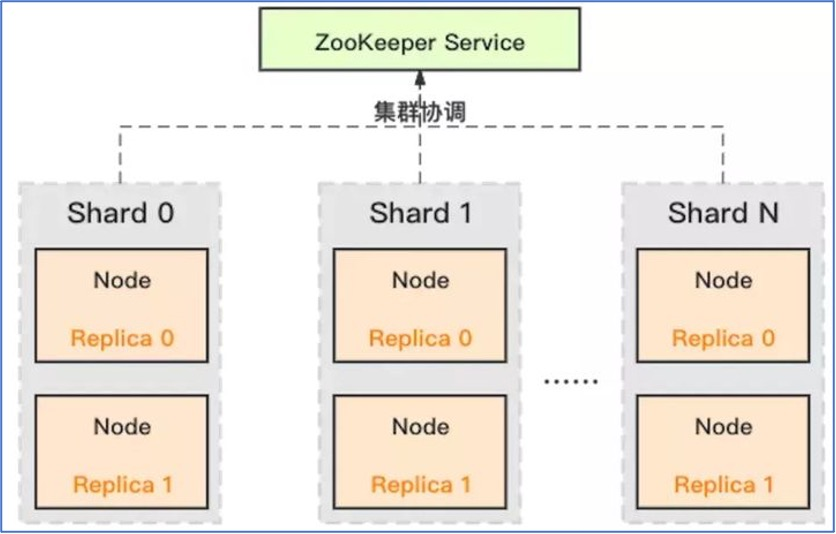 ZooKeeper Service
集群协调
Shard 0
Shard 1
Shard N
Node
Node
Node
Replica 0
Replica 0
Replica 0
......
Node
Node
Node
Replica 1
Replica 1
Replica 1